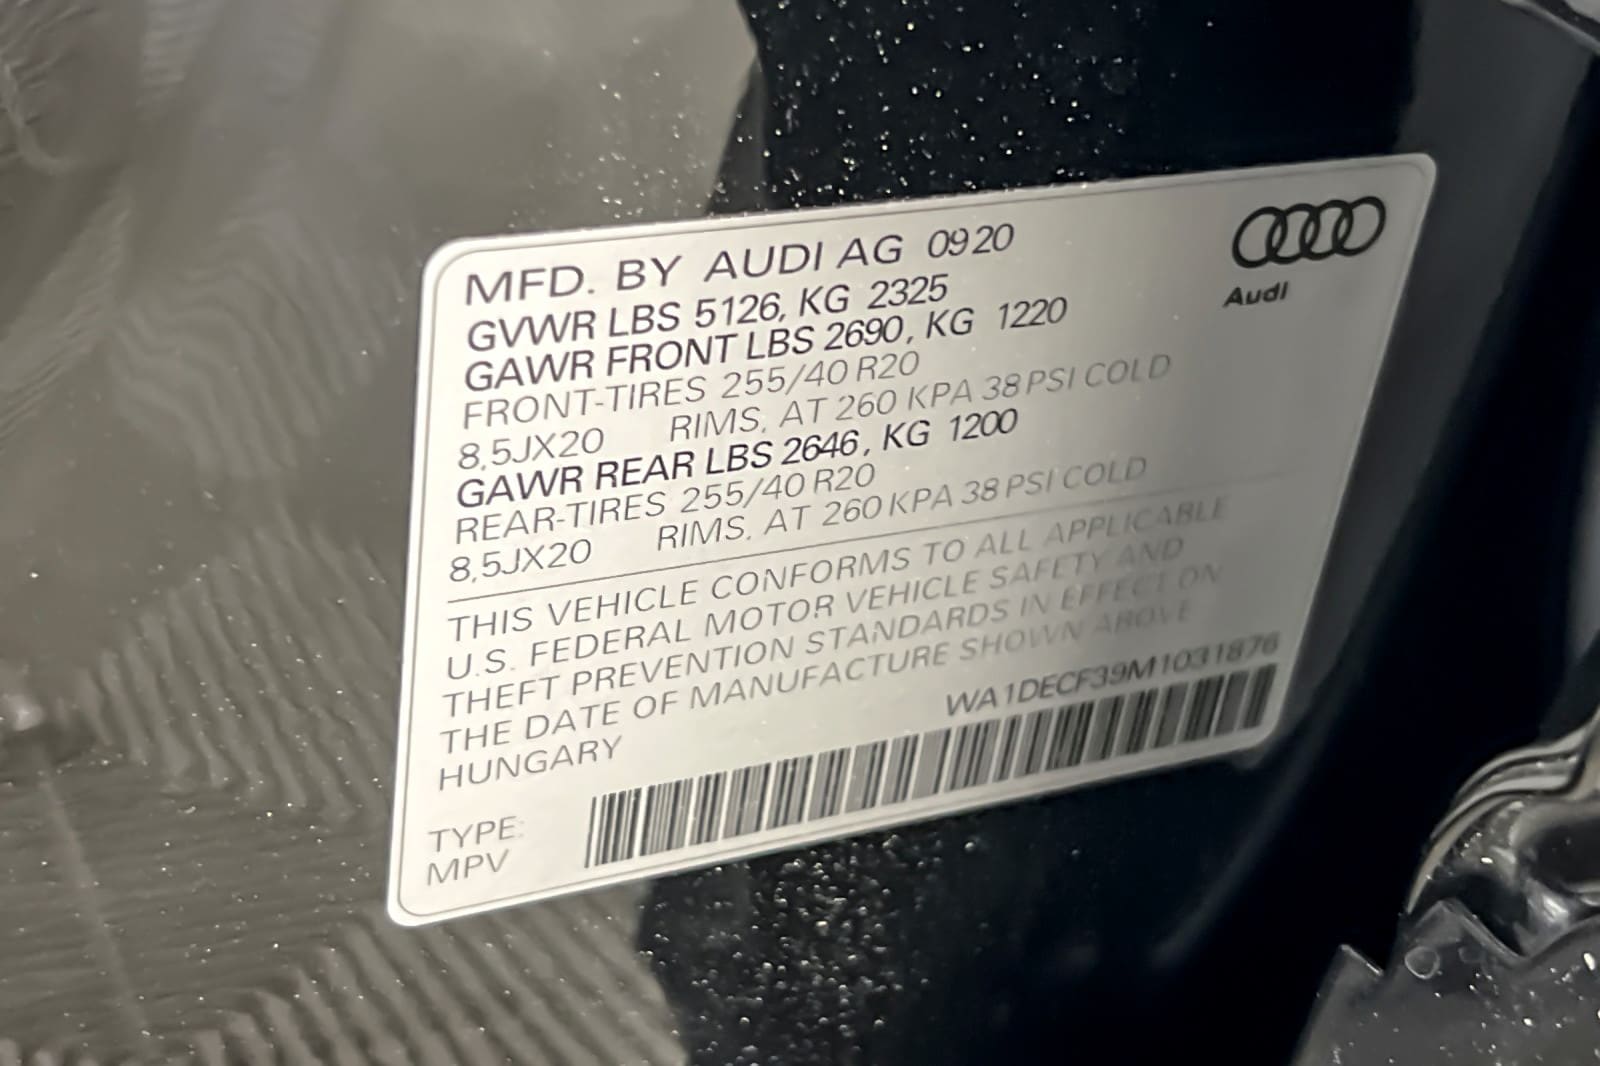 MFD. BY AUDI AG 0920
Audi
GVWR LBS 5126, KG 2325
GAWR FRONT LBS 2690, KG 1220
FRONT-TIRES 255/40 R20
8,5JX20 RIMS, AT 260 KPA 38 PSI COLD
GAWR REAR LBS 2646, KG 1200
REAR-TIRES 255/40 R20
8,5JX20 RIMS, AT 260 KPA 38 PSI COLD
THIS VEHICLE CONFORMS TO ALL APPLICABLE
U.S. FEDERAL MOTOR VEHICLE SAFETY AND
THEFT PREVENTION STANDARDS IN EFFECT ON
THE DATE OF MANUFACTURE SHOWN ABOVE
HUNGARY
WA1DECF39M1031876
TYPE:
MPV